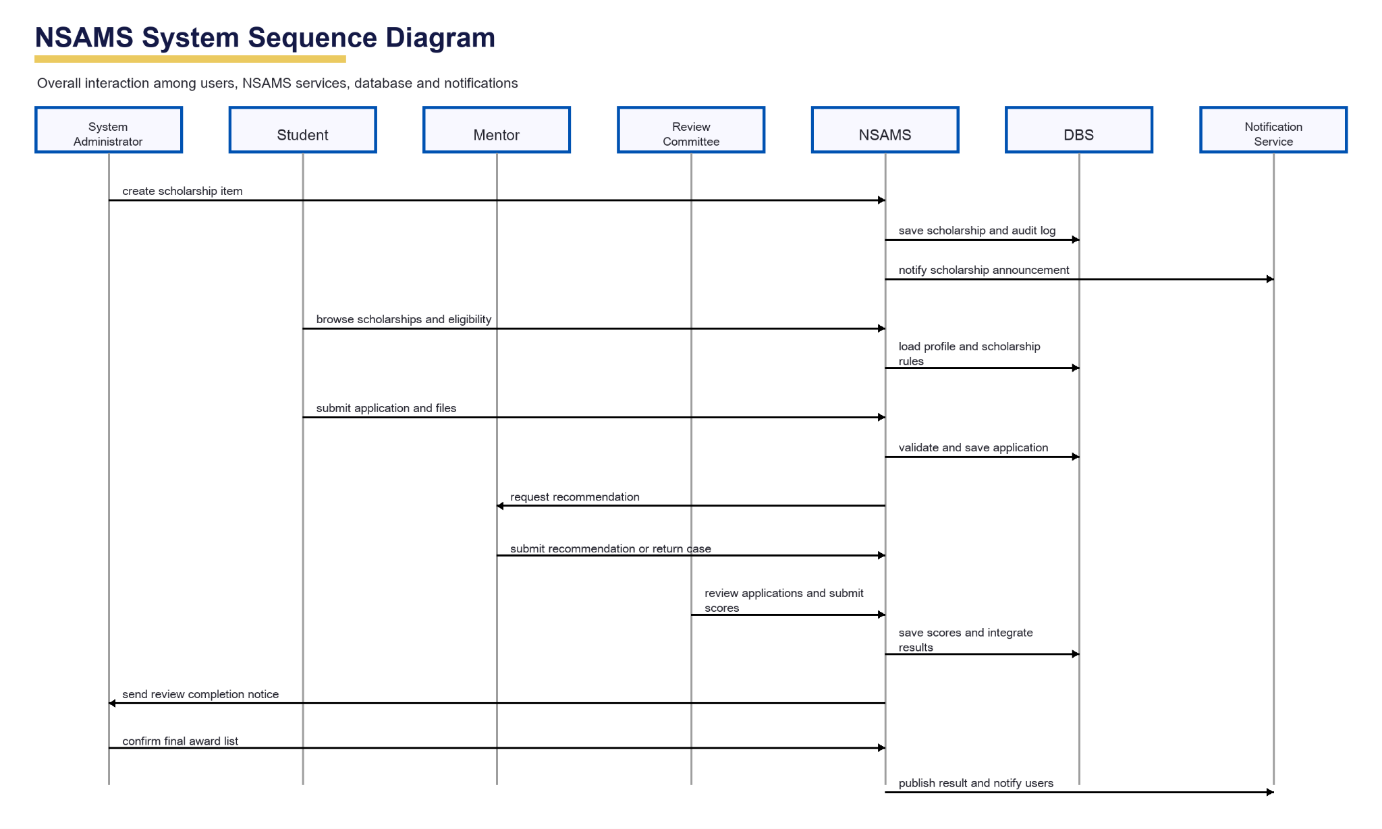 NSAMS System Sequence Diagram
Overall interaction among users, NSAMS services, database and notifications
System
Administrator
Student
Mentor
Review
Committee
NSAMS
DBS
Notification
Service
create scholarship item
save scholarship and audit log
notify scholarship announcement
browse scholarships and eligibility
load profile and scholarship
rules
submit application and files
validate and save application
request recommendation
submit recommendation or return case
review applications and submit
scores
save scores and integrate
results
send review completion notice
confirm final award list
publish result and notify users